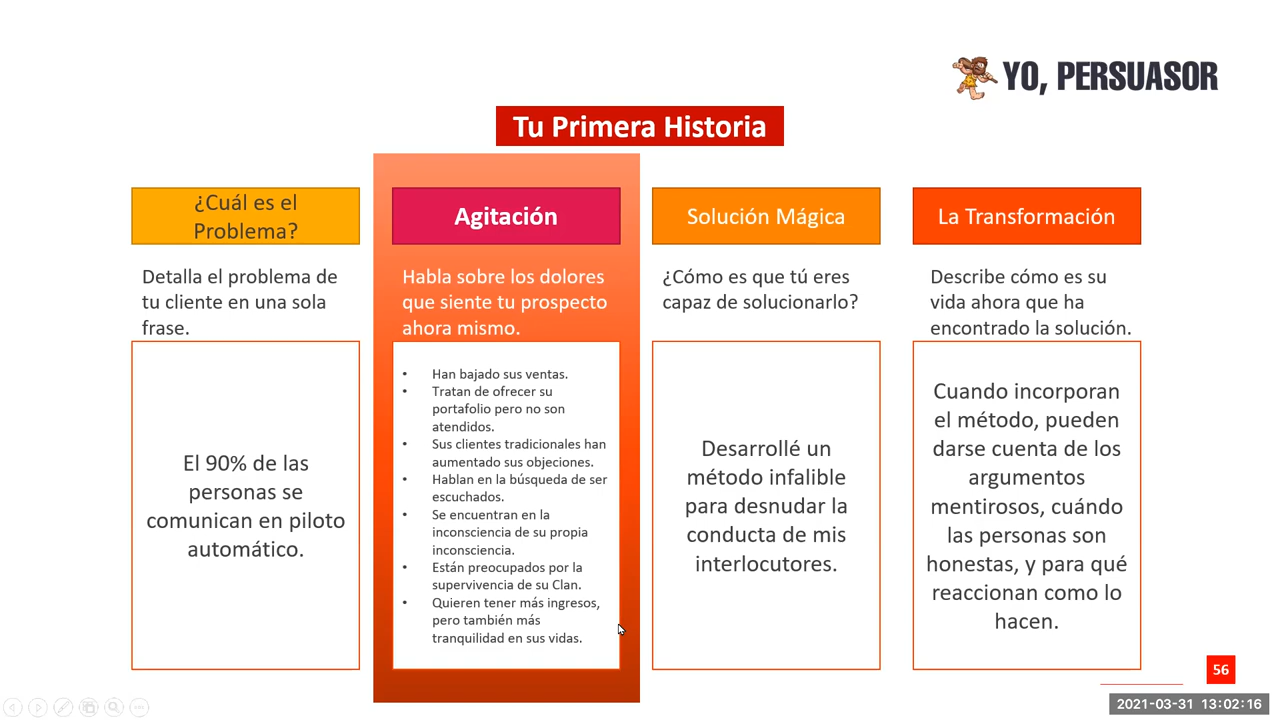 YO, PERSUASOR
Tu Primera Historia
¿Cuál es el
Problema?
Detalla el problema de
tu cliente en una sola
frase.
El 90% de las
personas se
comunican en piloto
automático.
Agitación
Habla sobre los dolores
que siente tu prospecto
ahora mismo.
• Han bajado sus ventas.
• Tratan de ofrecer su
portafolio pero no son
atendidos.
• Sus clientes tradicionales han
aumentado sus objeciones.
• Hablan en la búsqueda de ser
escuchados.
• Se encuentran en la
inconsciencia de su propia
inconsciencia.
• Están preocupados por la
supervivencia de su Clan.
• Quieren tener más ingresos,
pero también más
tranquilidad en sus vidas.
Solución Mágica
¿Cómo es que tú eres
capaz de solucionarlo?
Desarrollé un
método infalible
para desnudar la
conducta de mis
interlocutores.
La Transformación
Describe cómo es su
vida ahora que ha
encontrado la solución.
Cuando incorporan
el método, pueden
darse cuenta de los
argumentos
mentirosos, cuándo
las personas son
honestas, y para qué
reaccionan como lo
hacen.
56
2021-03-31 13:02:16